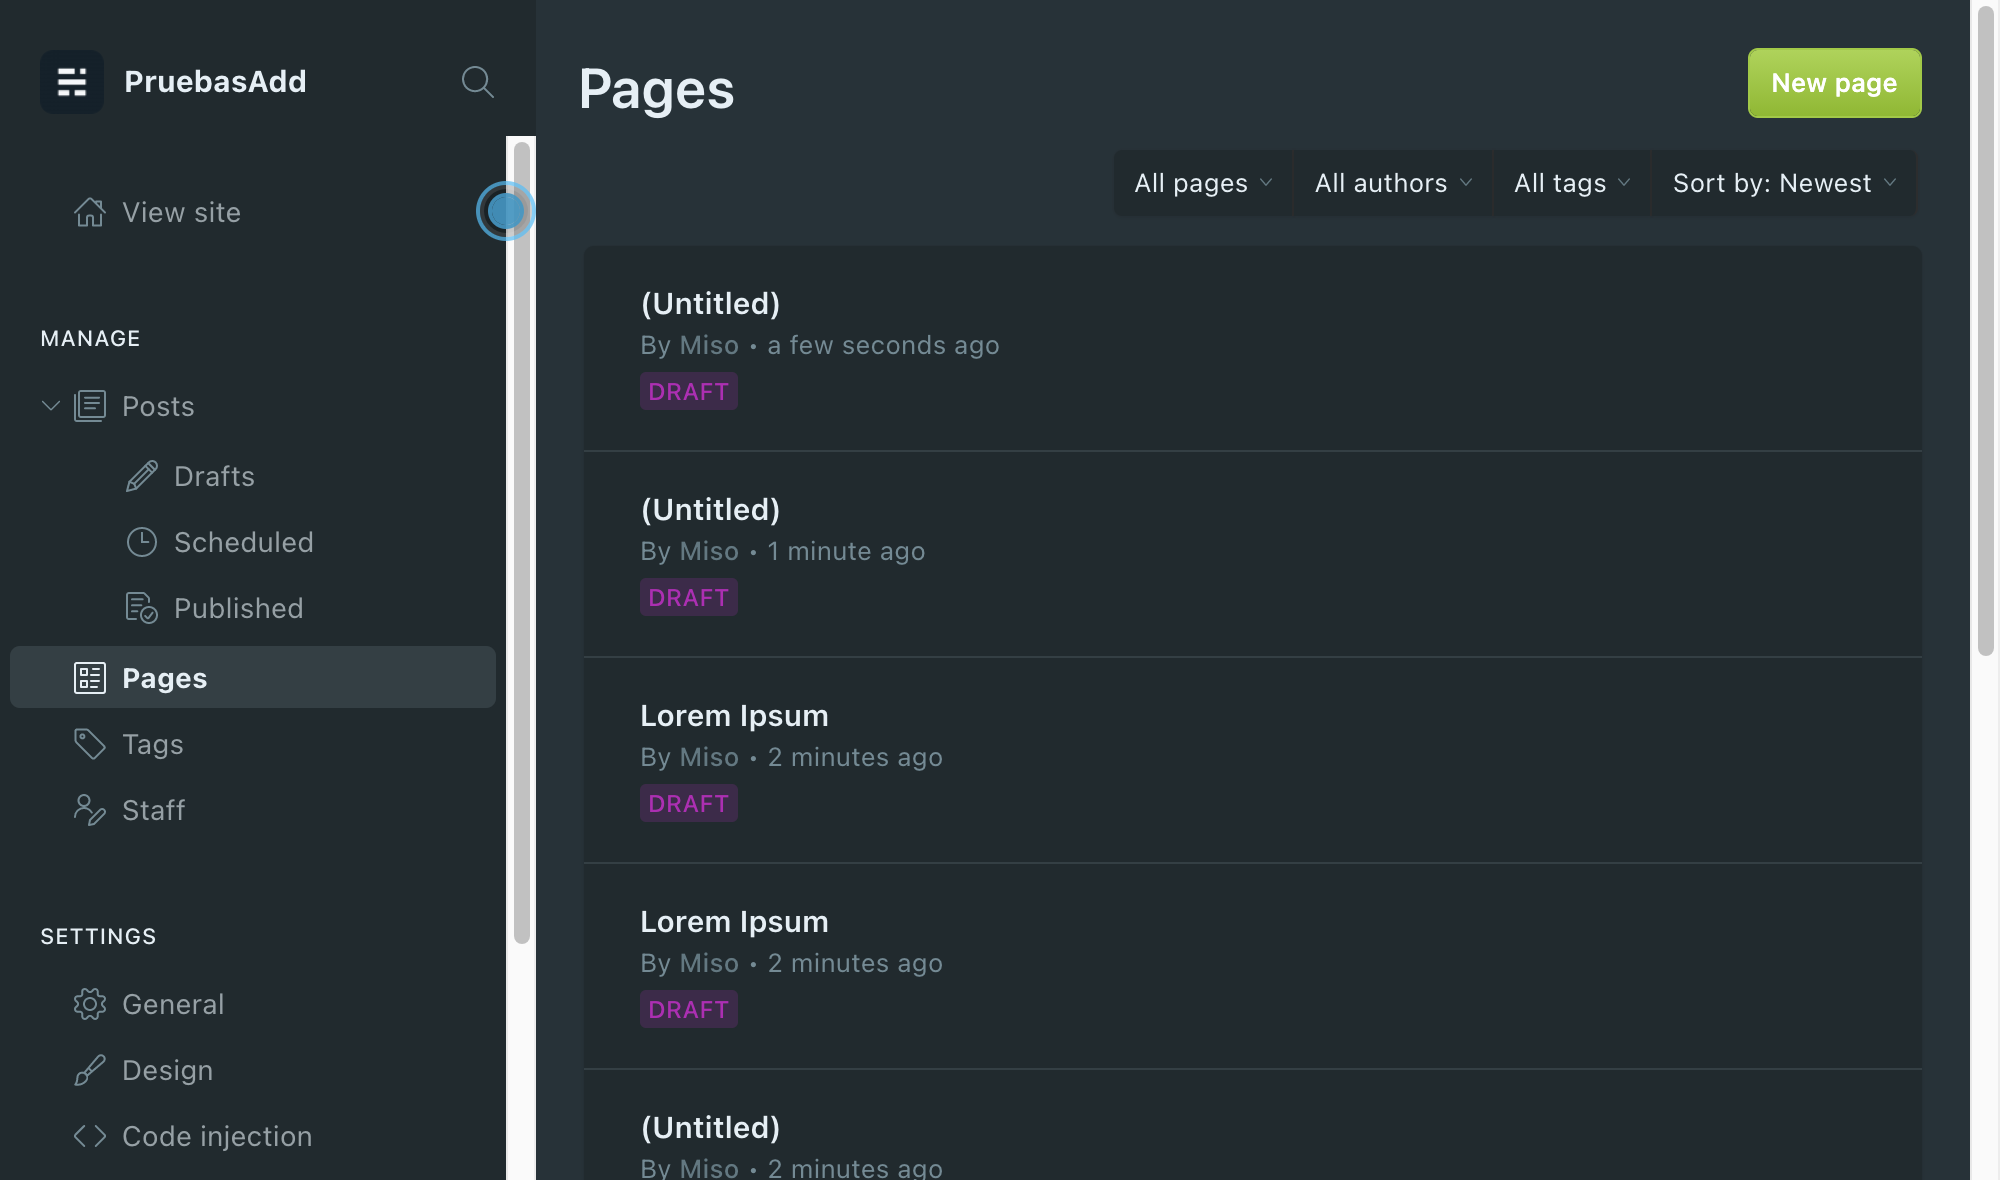 PruebasAdd
View site
MANAGE
Posts
Drafts
Scheduled
Published
Pages
Tags
Staff
SETTINGS
General
Design
Code injection
Pages
New page
All pages
All authors
All tags
Sort by: Newest
(Untitled)
By Miso • a few seconds ago
DRAFT
(Untitled)
By Miso • 1 minute ago
DRAFT
Lorem Ipsum
By Miso • 2 minutes ago
DRAFT
Lorem Ipsum
By Miso • 2 minutes ago
DRAFT
(Untitled)
By Miso • 2 minutes ago